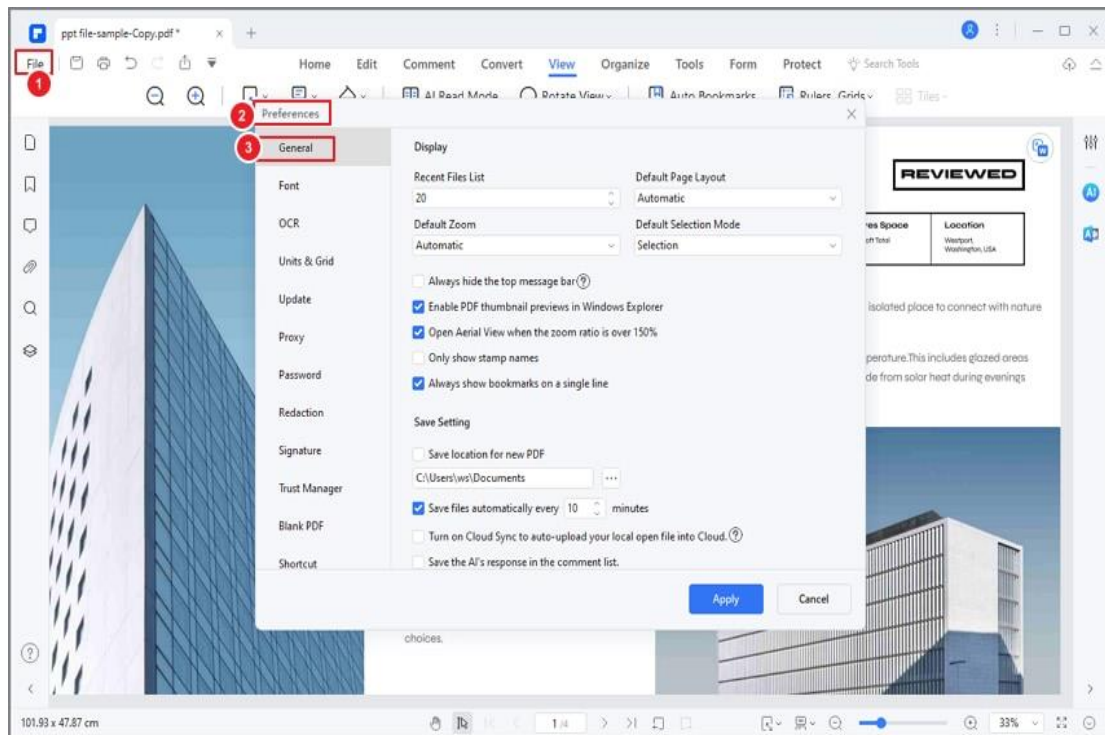 ppt file-sample-Copy.pdf *
File
Home Edit Comment Convert View Organize Tools Form Protect Search Tools
1
AI Read Mode Rotate View Auto Bookmarks Rulers Grids Tiles
2 Preferences
3 General
Font
OCR
Units & Grid
Update
Proxy
Password
Redaction
Signature
Trust Manager
Blank PDF
Shortcut
Display
Recent Files List Default Page Layout
20 Automatic
Default Zoom Default Selection Mode
Automatic Selection
Always hide the top message bar ?
Enable PDF thumbnail previews in Windows Explorer
Open Aerial View when the zoom ratio is over 150%
Only show stamp names
Always show bookmarks on a single line
Save Setting
Save location for new PDF
C:\Users\ws\Documents ...
Save files automatically every 10 minutes
Turn on Cloud Sync to auto-upload your local open file into Cloud. ?
Save the AI's response in the comment list.
Apply Cancel
REVIEWED
Location
Westport,
Washington, USA
isolated place to connect with nature
This includes glazed areas
from solar heat during evenings
choices.
101.93 x 47.87 cm 1 /4 33%